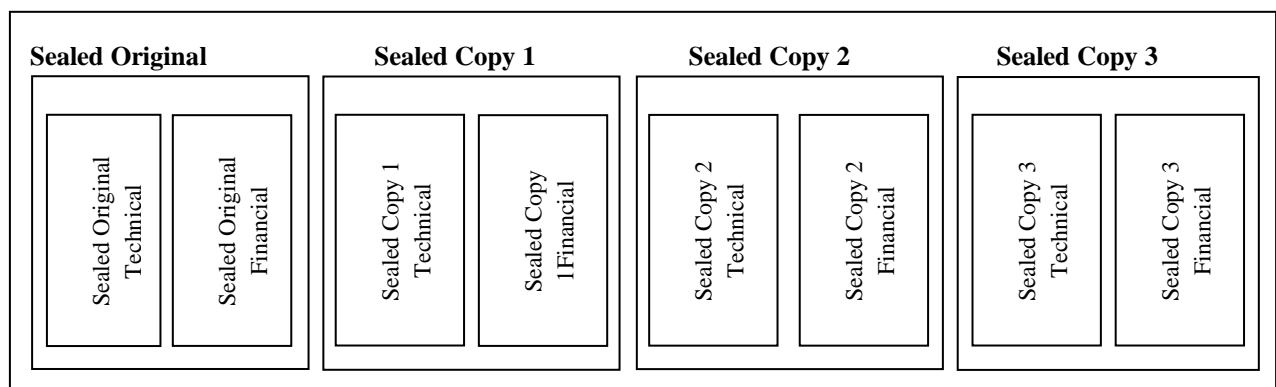 Sealed Original
Sealed Copy 1
Sealed Copy 2
Sealed Copy 3
Sealed Original
Technical
Sealed Original
Financial
Sealed Copy 1
Technical
Sealed Copy
1Financial
Sealed Copy 2
Technical
Sealed Copy 2
Financial
Sealed Copy 3
Technical
Sealed Copy 3
Financial